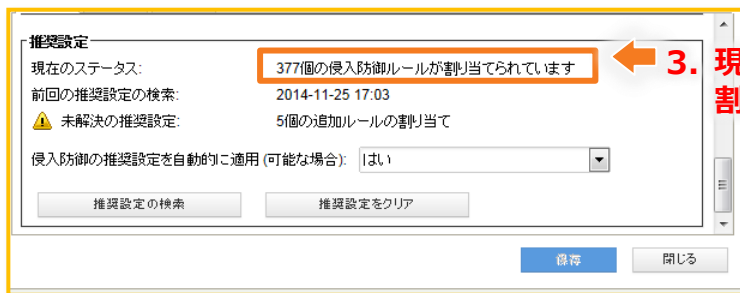 推奨設定
現在のステータス: 377個の侵入防御ルールが割り当てられています
3. 現
割
前回の推奨設定の検索: 2014-11-25 17:03
未解決の推奨設定: 5個の追加ルールの割り当て
侵入防御の推奨設定を自動的に適用 (可能な場合): はい
推奨設定の検索 推奨設定をクリア
保存 閉じる